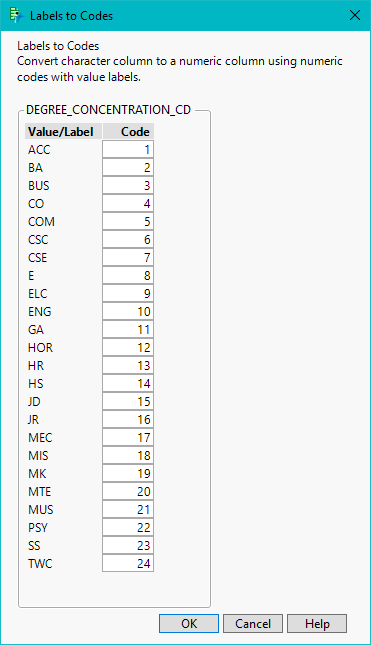 Labels to Codes
Labels to Codes
Convert character column to a numeric column using numeric
codes with value labels.
DEGREE_CONCENTRATION_CD
Value/Label Code
ACC 1
BA 2
BUS 3
CO 4
COM 5
CSC 6
CSE 7
E 8
ELC 9
ENG 10
GA 11
HOR 12
HR 13
HS 14
JD 15
JR 16
MEC 17
MIS 18
MK 19
MTE 20
MUS 21
PSY 22
SS 23
TWC 24
OK Cancel Help